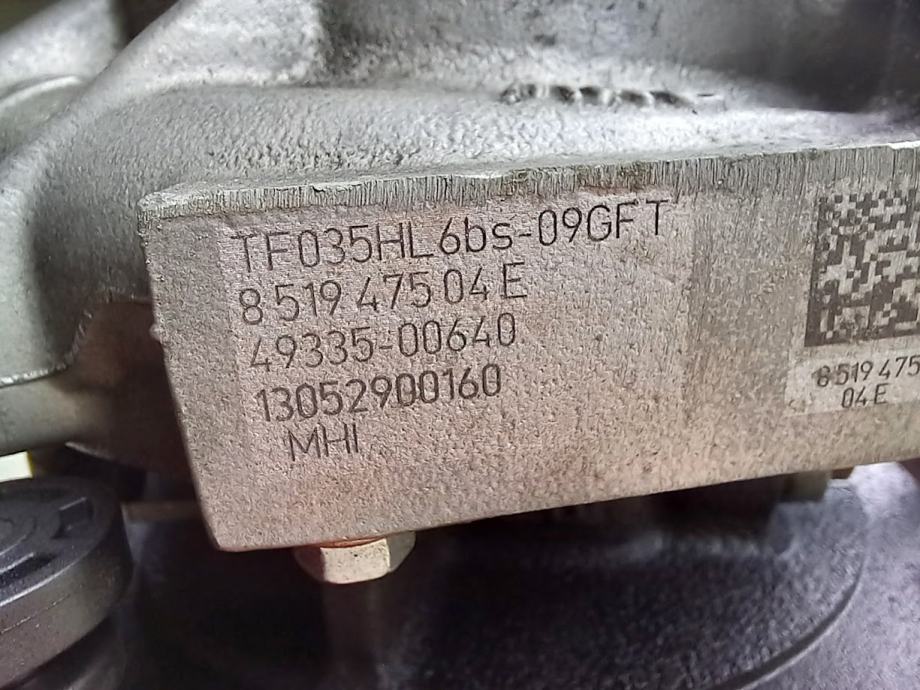 TF035HL6bs-09GFT
8 519 475 04 E
49335-00640
13052900160
MHI
8 519 475
04 E